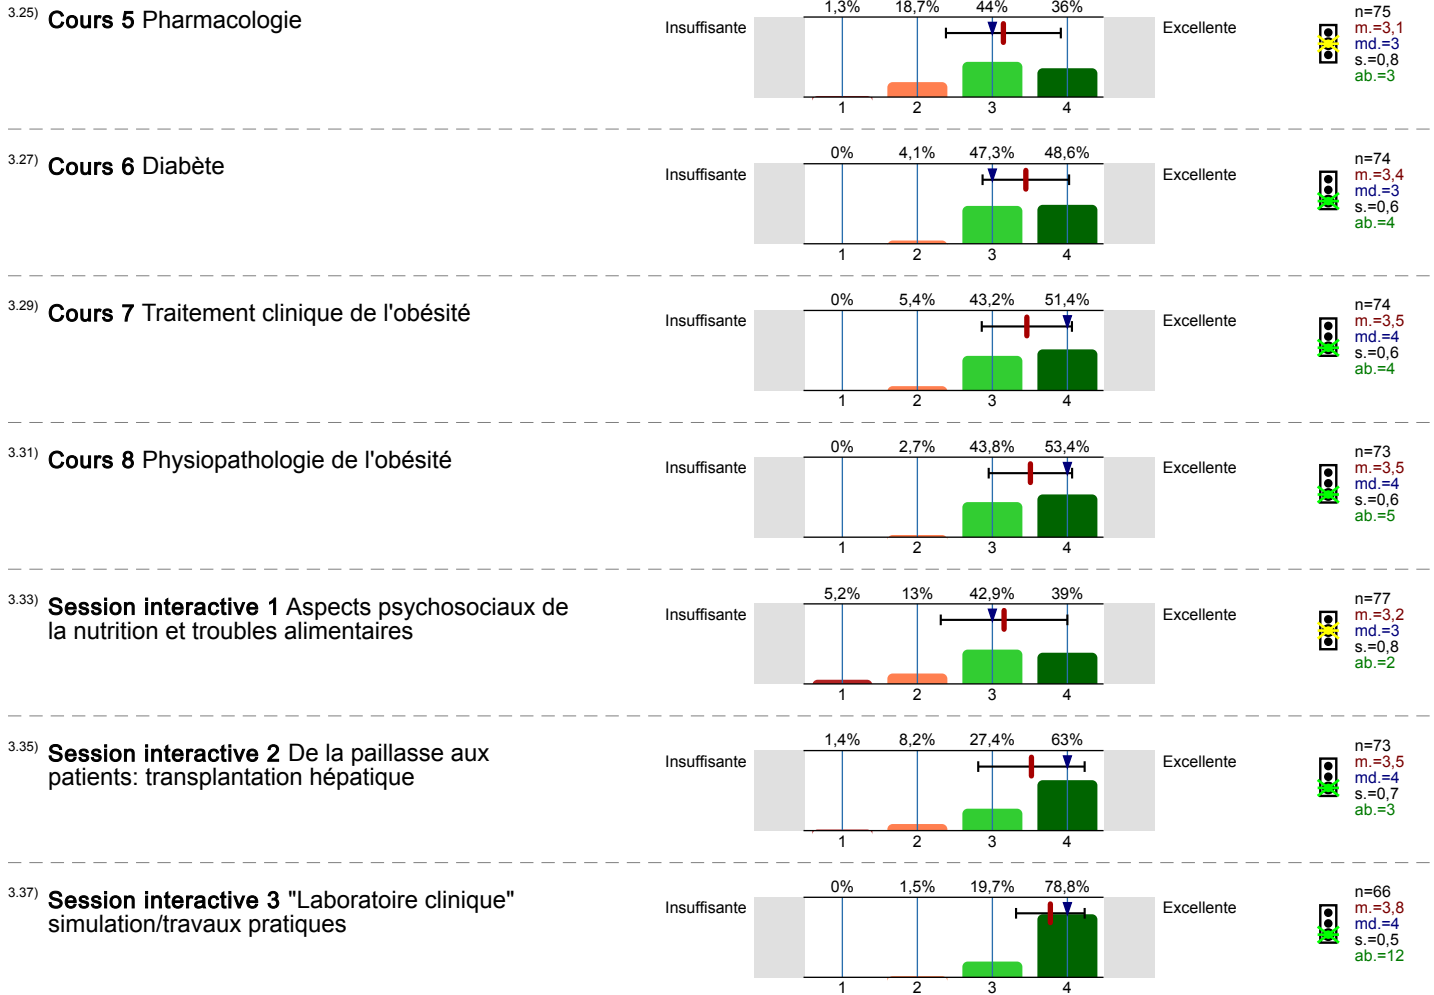 3.25) Cours 5 Pharmacologie
Insuffisante
1,3% 18,7% 44% 36%
1 2 3 4
Excellente
n=75
m.=3,1
md.=3
s.=0,8
ab.=3
3.27) Cours 6 Diabète
Insuffisante
0% 4,1% 47,3% 48,6%
1 2 3 4
Excellente
n=74
m.=3,4
md.=3
s.=0,6
ab.=4
3.29) Cours 7 Traitement clinique de l'obésité
Insuffisante
0% 5,4% 43,2% 51,4%
1 2 3 4
Excellente
n=74
m.=3,5
md.=4
s.=0,6
ab.=4
3.31) Cours 8 Physiopathologie de l'obésité
Insuffisante
0% 2,7% 43,8% 53,4%
1 2 3 4
Excellente
n=73
m.=3,5
md.=4
s.=0,6
ab.=5
3.33) Session interactive 1 Aspects psychosociaux de
la nutrition et troubles alimentaires
Insuffisante
5,2% 13% 42,9% 39%
1 2 3 4
Excellente
n=77
m.=3,2
md.=3
s.=0,8
ab.=2
3.35) Session interactive 2 De la paillasse aux
patients: transplantation hépatique
Insuffisante
1,4% 8,2% 27,4% 63%
1 2 3 4
Excellente
n=73
m.=3,5
md.=4
s.=0,7
ab.=3
3.37) Session interactive 3 "Laboratoire clinique"
simulation/travaux pratiques
Insuffisante
0% 1,5% 19,7% 78,8%
1 2 3 4
Excellente
n=66
m.=3,8
md.=4
s.=0,5
ab.=12